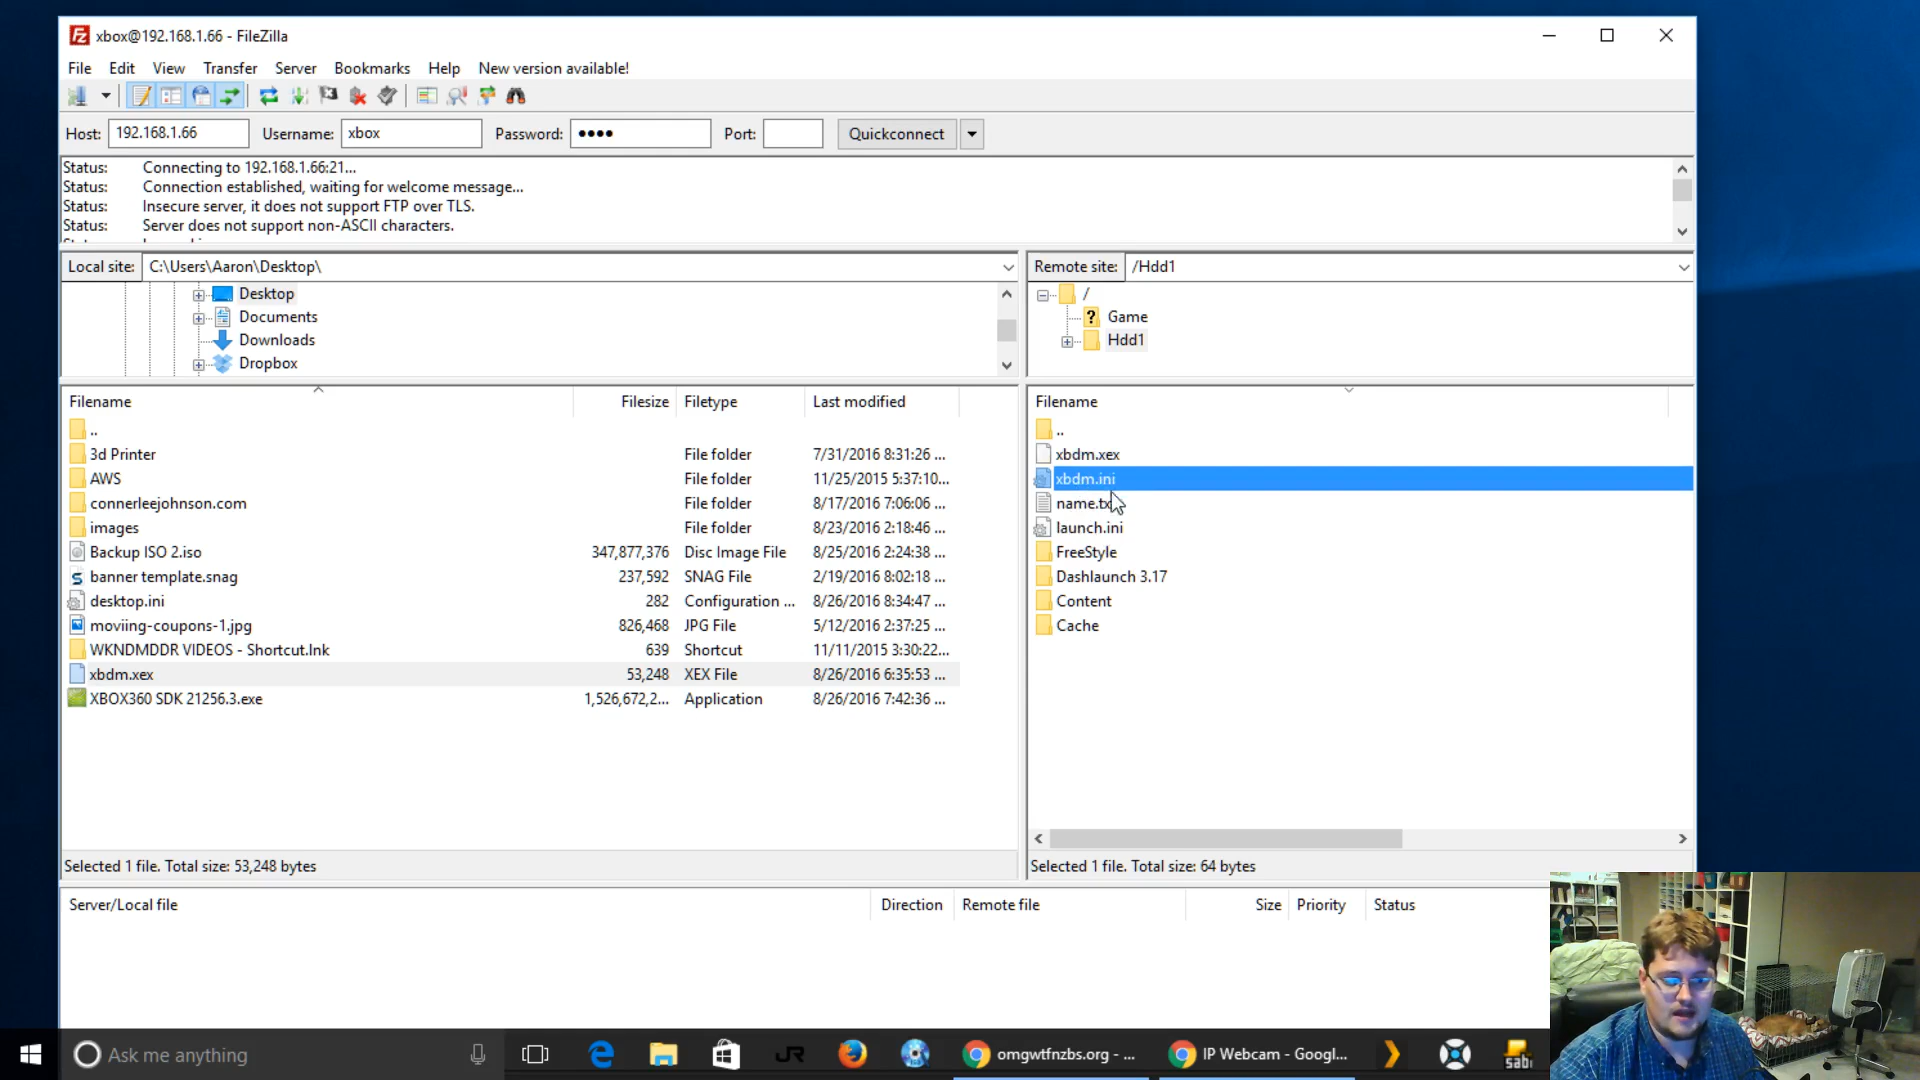 xbox@192.168.1.66 - FileZilla
File Edit View Transfer Server Bookmarks Help New version available!
Host: 192.168.1.66 Username: xbox Password: ●●●● Port: Quickconnect
Status: Connecting to 192.168.1.66:21...
Status: Connection established, waiting for welcome message...
Status: Insecure server, it does not support FTP over TLS.
Status: Server does not support non-ASCII characters.
Local site: C:\Users\Aaron\Desktop\
Desktop
Documents
Downloads
Dropbox
Remote site: /Hdd1
/
Game
Hdd1
Filename Filesize Filetype Last modified
..
3d Printer File folder 7/31/2016 8:31:26 ...
AWS File folder 11/25/2015 5:37:10...
connerleejohnson.com File folder 8/17/2016 7:06:06 ...
images File folder 8/23/2016 2:18:46 ...
Backup ISO 2.iso 347,877,376 Disc Image File 8/25/2016 2:24:38 ...
banner template.snag 237,592 SNAG File 2/19/2016 8:02:18 ...
desktop.ini 282 Configuration ... 8/26/2016 8:34:47 ...
moviing-coupons-1.jpg 826,468 JPG File 5/12/2016 2:37:25 ...
WKNDMDDR VIDEOS - Shortcut.lnk 639 Shortcut 11/11/2015 3:30:22...
xbdm.xex 53,248 XEX File 8/26/2016 6:35:53 ...
XBOX360 SDK 21256.3.exe 1,526,672,2... Application 8/26/2016 7:42:36 ...
Selected 1 file. Total size: 53,248 bytes
Filename
..
xbdm.xex
xbdm.ini
name.tx
launch.ini
FreeStyle
Dashlaunch 3.17
Content
Cache
Selected 1 file. Total size: 64 bytes
Server/Local file Direction Remote file Size Priority Status
Ask me anything
JR
omgwtfnzbs.org - ...
IP Webcam - Googl...
sab